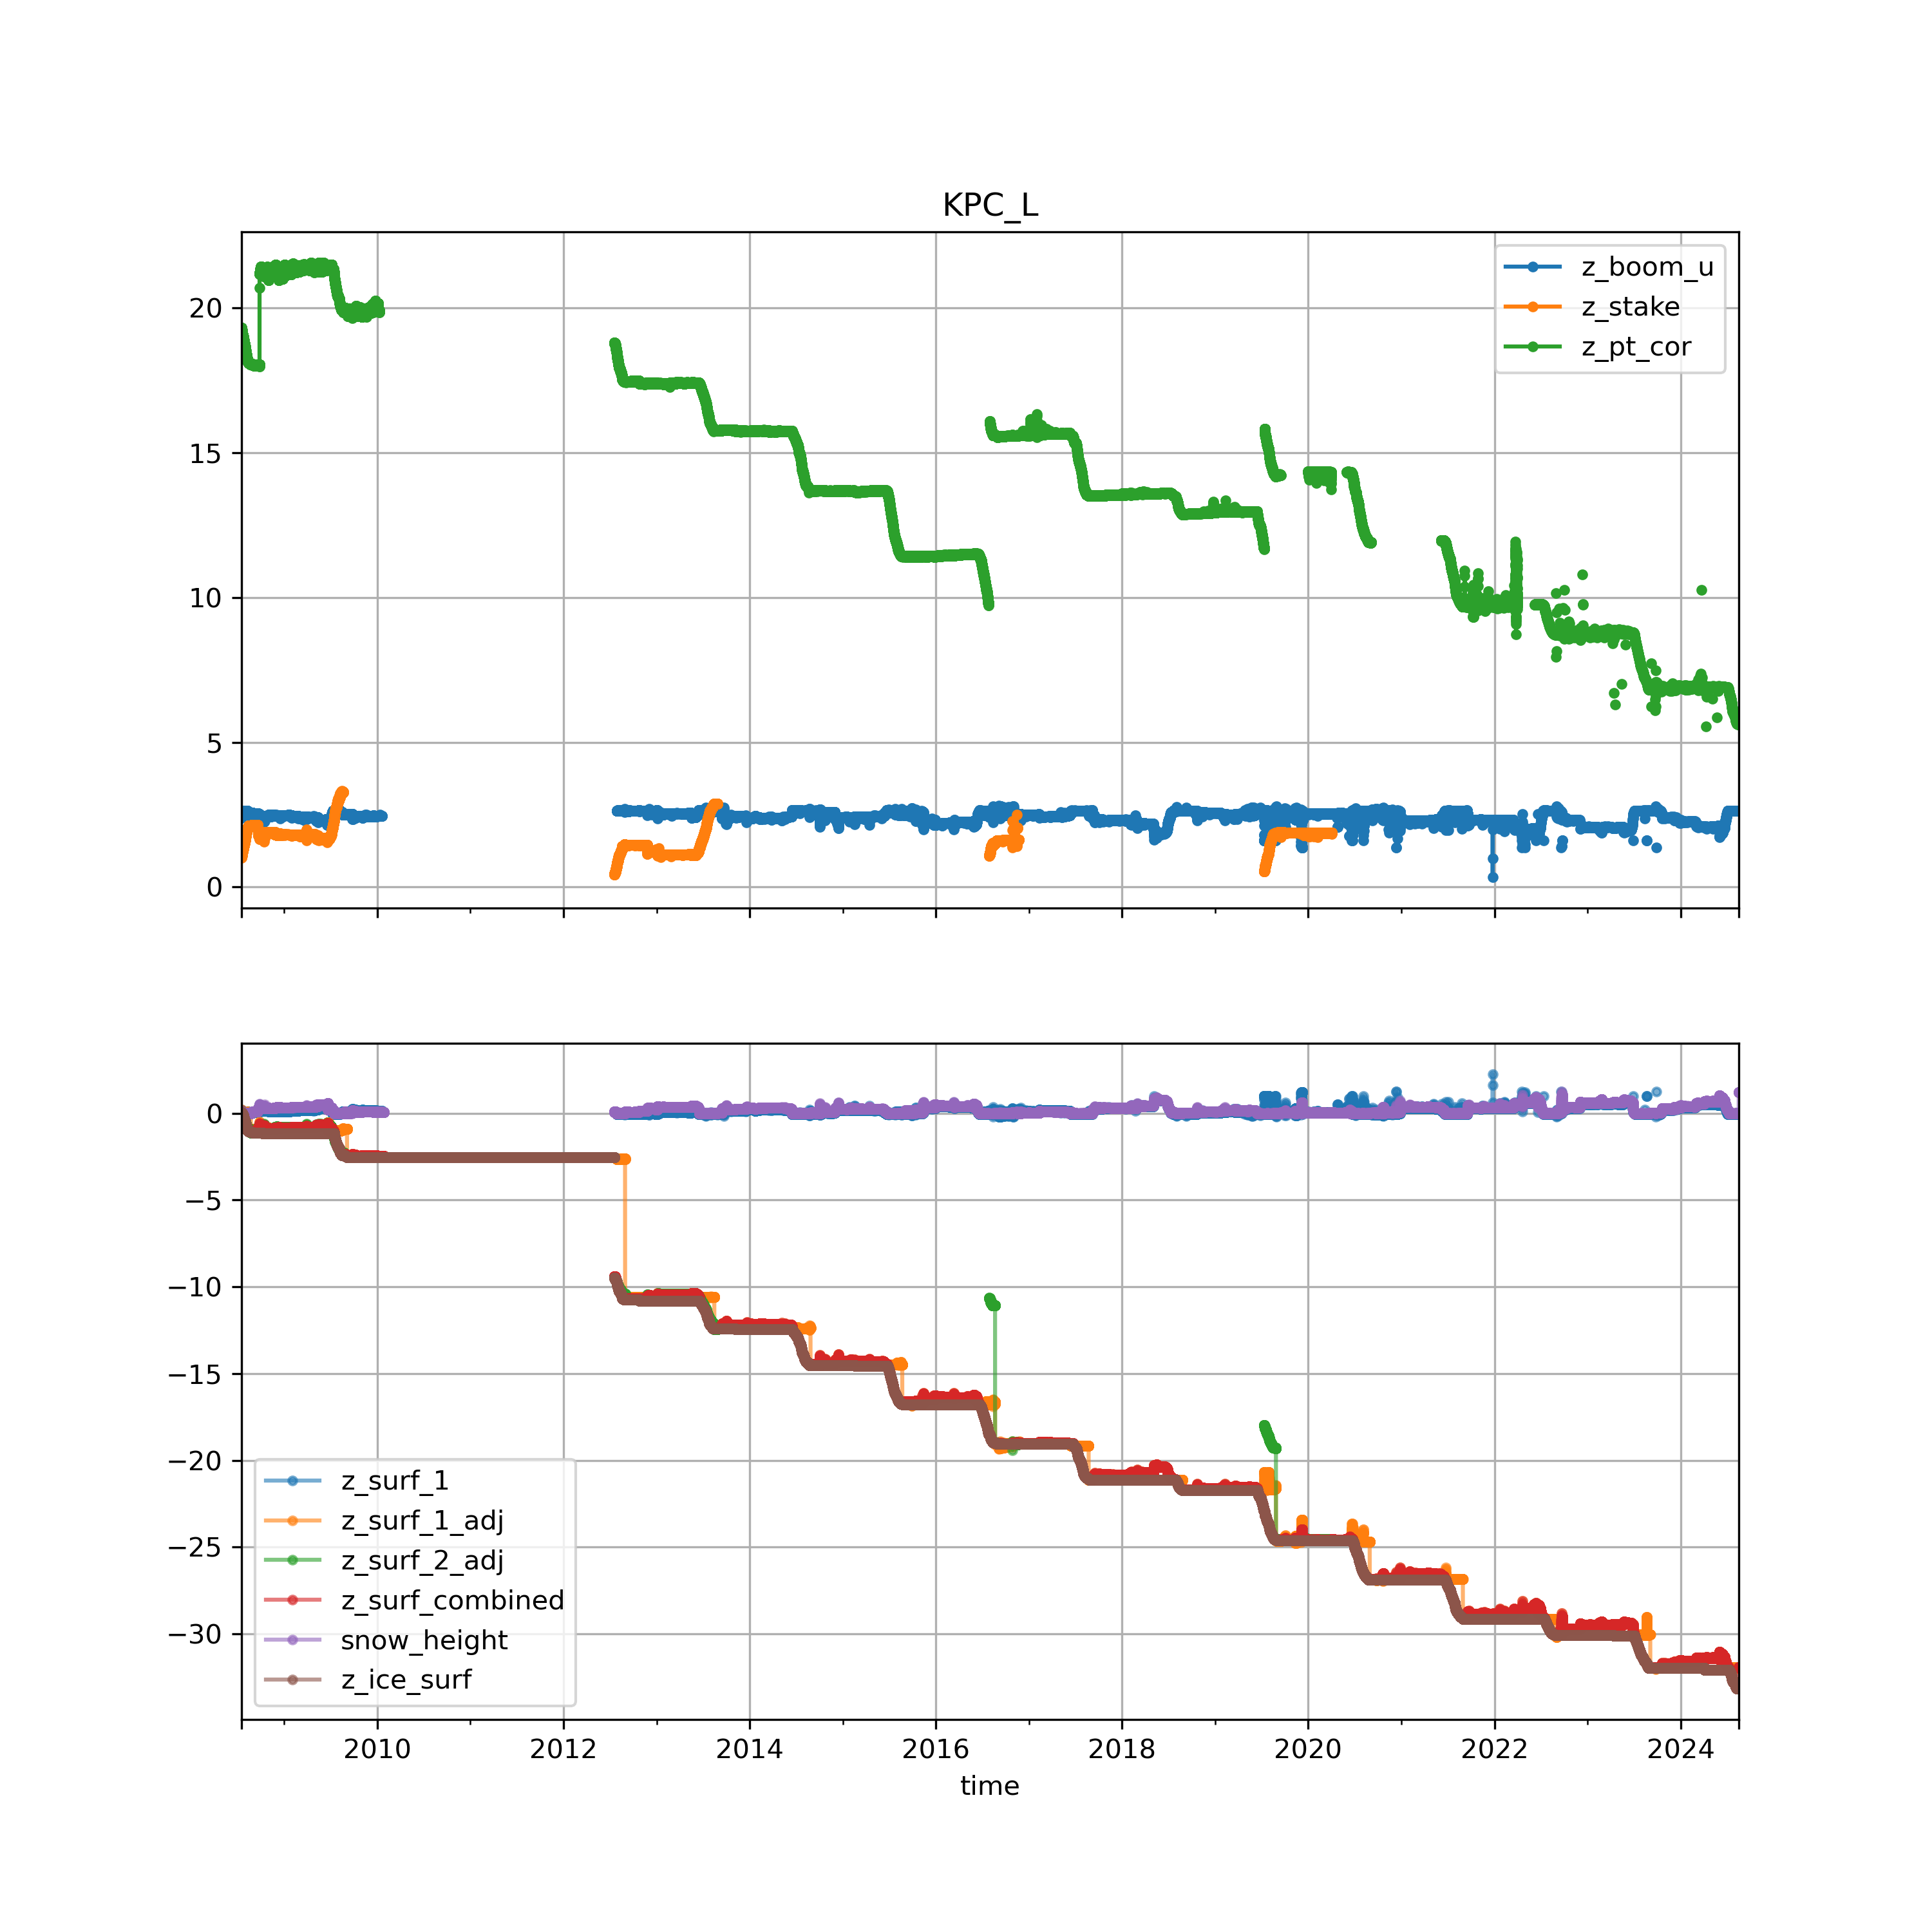 KPC_L
20
15
10
5
0
z_boom_u
z_stake
z_pt_cor
0
−5
−10
−15
−20
−25
−30
z_surf_1
z_surf_1_adj
z_surf_2_adj
z_surf_combined
snow_height
z_ice_surf
2010 2012 2014 2016 2018 2020 2022 2024
time